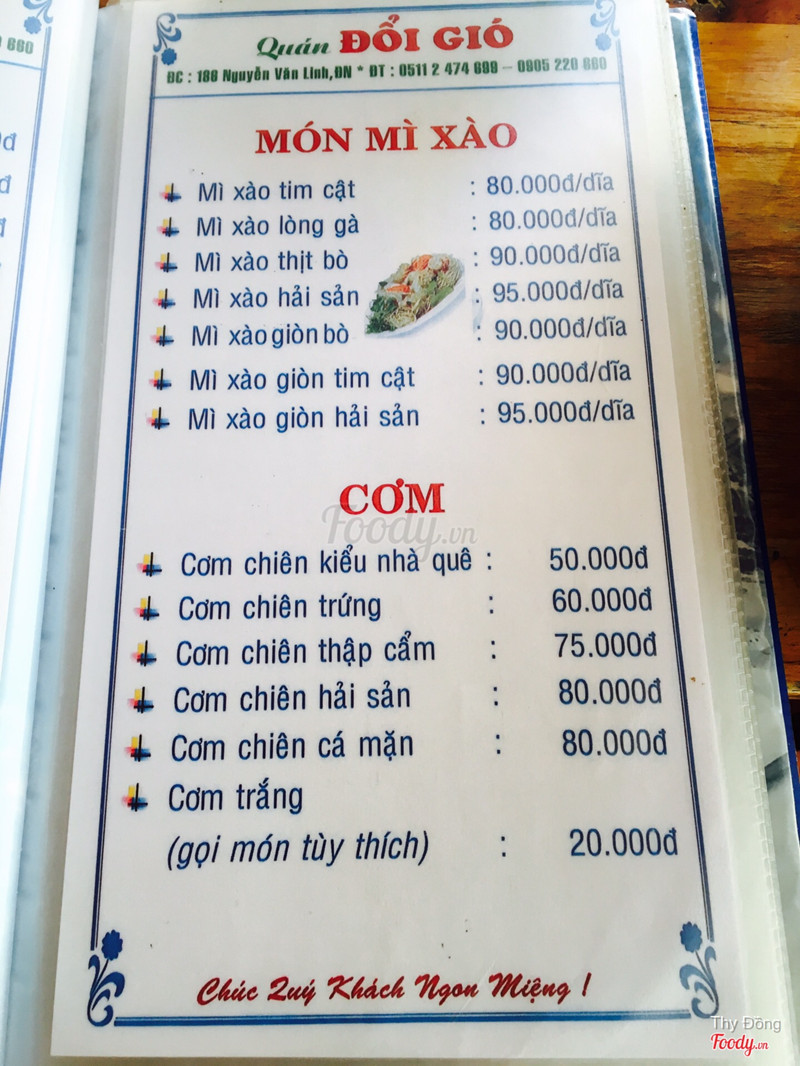 Quán ĐỔI GIÓ
ĐC : 186 Nguyễn Văn Linh,ĐN * ĐT : 0511 2 474 699 – 0905 220 860
MÓN MÌ XÀO
Mì xào tim cật : 80.000đ/dĩa
Mì xào lòng gà : 80.000đ/dĩa
Mì xào thịt bò : 90.000đ/dĩa
Mì xào hải sản : 95.000đ/dĩa
Mì xào giòn bò : 90.000đ/dĩa
Mì xào giòn tim cật : 90.000đ/dĩa
Mì xào giòn hải sản : 95.000đ/dĩa
CƠM
Foody.vn
Cơm chiên kiểu nhà quê : 50.000đ
Cơm chiên trứng : 60.000đ
Cơm chiên thập cẩm : 75.000đ
Cơm chiên hải sản : 80.000đ
Cơm chiên cá mặn : 80.000đ
Cơm trắng
(gọi món tùy thích) : 20.000đ
Chúc Quý Khách Ngon Miệng !
Thy Đồng
Foody.vn